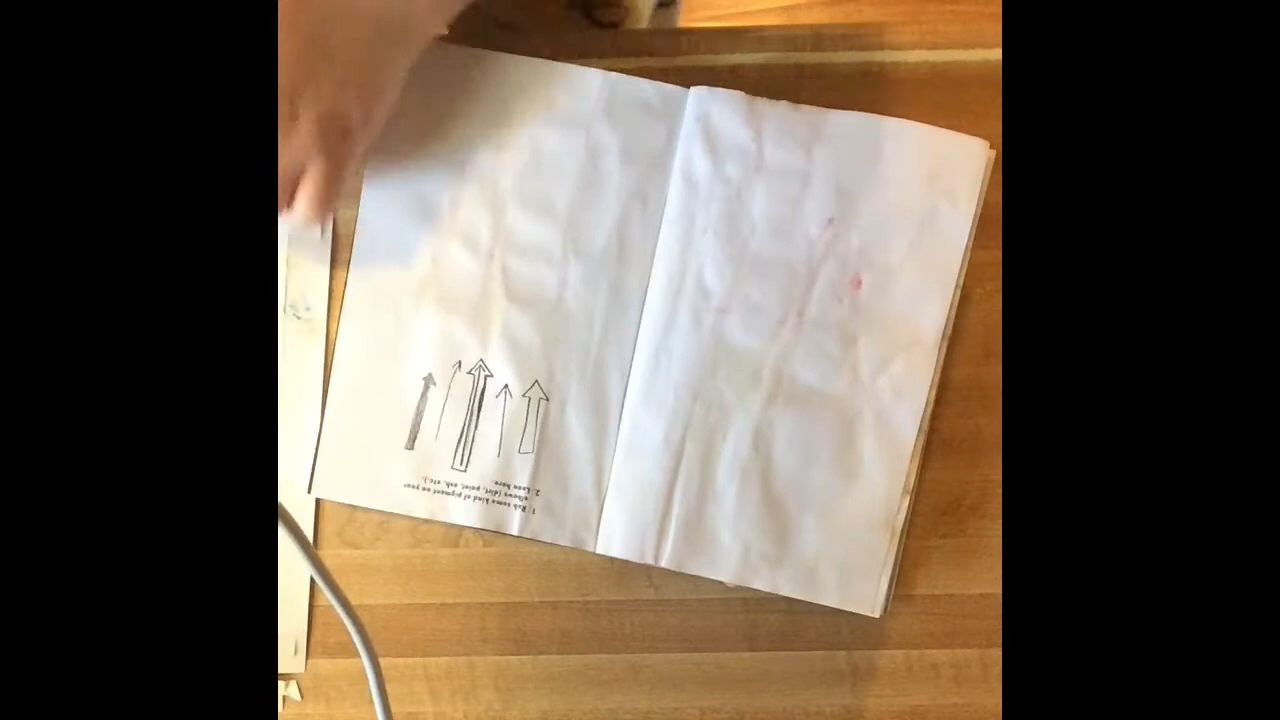 1. Rub some kind of pigment on your
elbows (dirt, paint, ash, etc.).
2. Lean here.